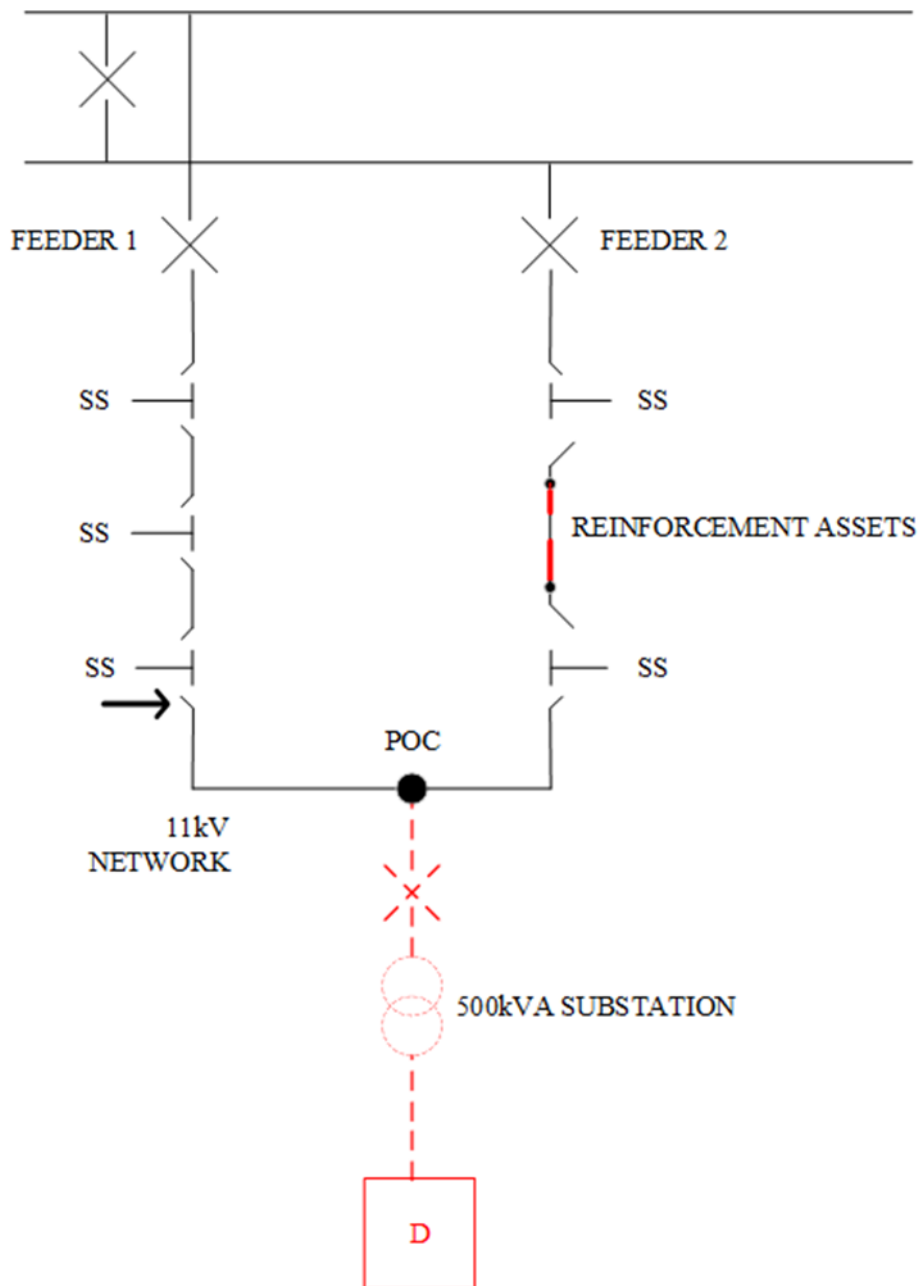 FEEDER 1
FEEDER 2
SS
SS
SS
REINFORCEMENT ASSETS
SS
SS
POC
11kV
NETWORK
500kVA SUBSTATION
D